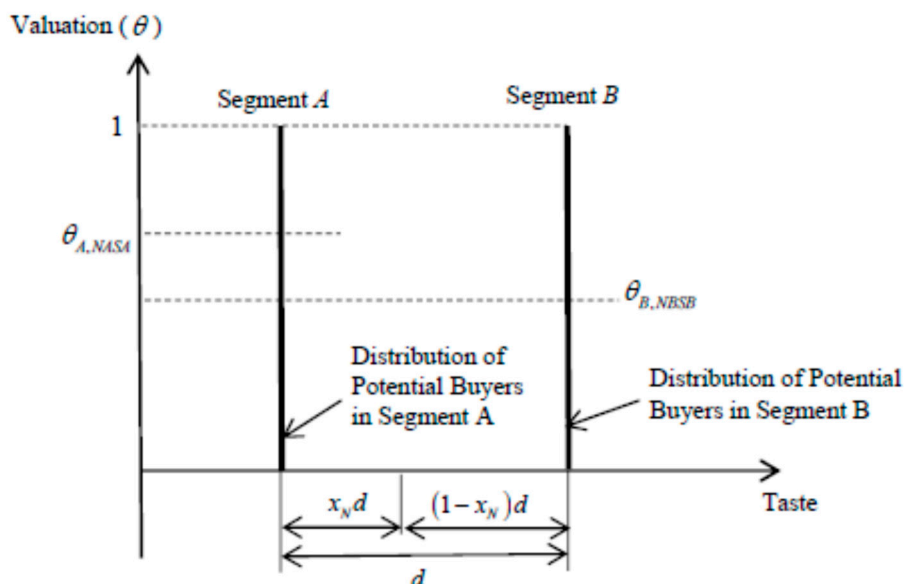 Valuation (θ)
Segment A
Segment B
1
θ_{A,NASA}
θ_{B,NBSB}
Distribution of
Potential Buyers
in Segment A
Distribution of Potential
Buyers in Segment B
Taste
x_N d
(1-x_N)d
d